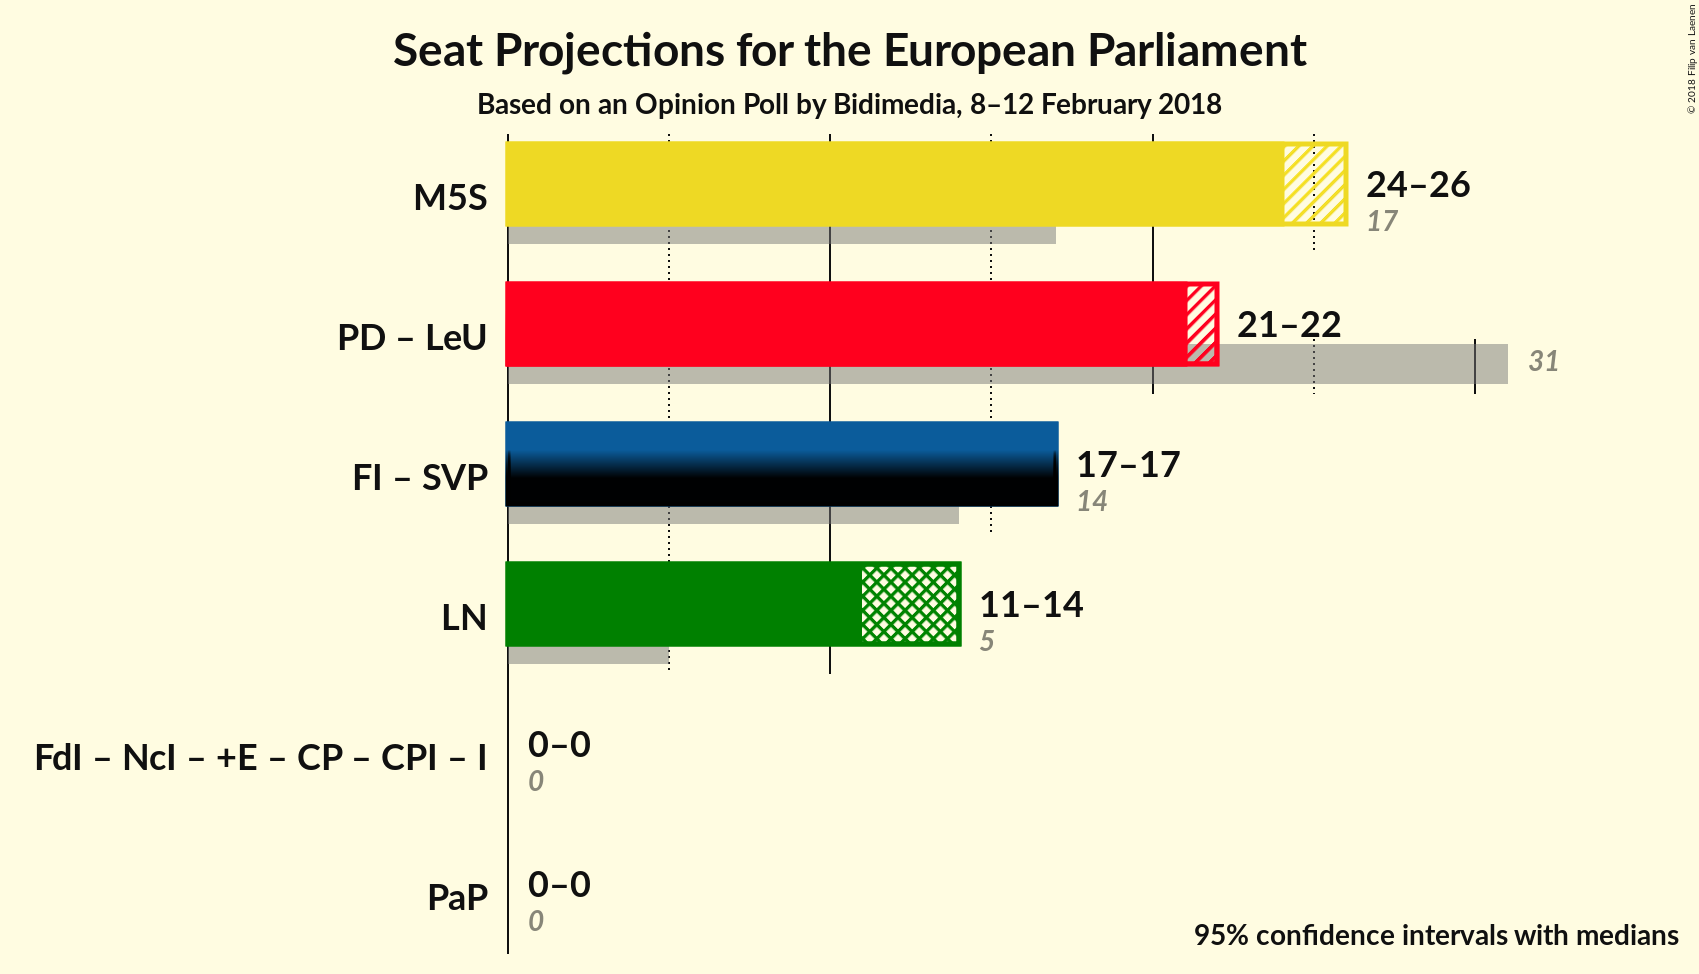 Seat Projections for the European Parliament
Based on an Opinion Poll by Bidimedia, 8–12 February 2018
© 2018 Filip van Laenen
M5S
24–26
17
PD – LeU
21–22
31
FI – SVP
17–17
14
LN
11–14
5
FdI – NcI – +E – CP – CPI – I
0–0
0
PaP
0–0
0
95% confidence intervals with medians